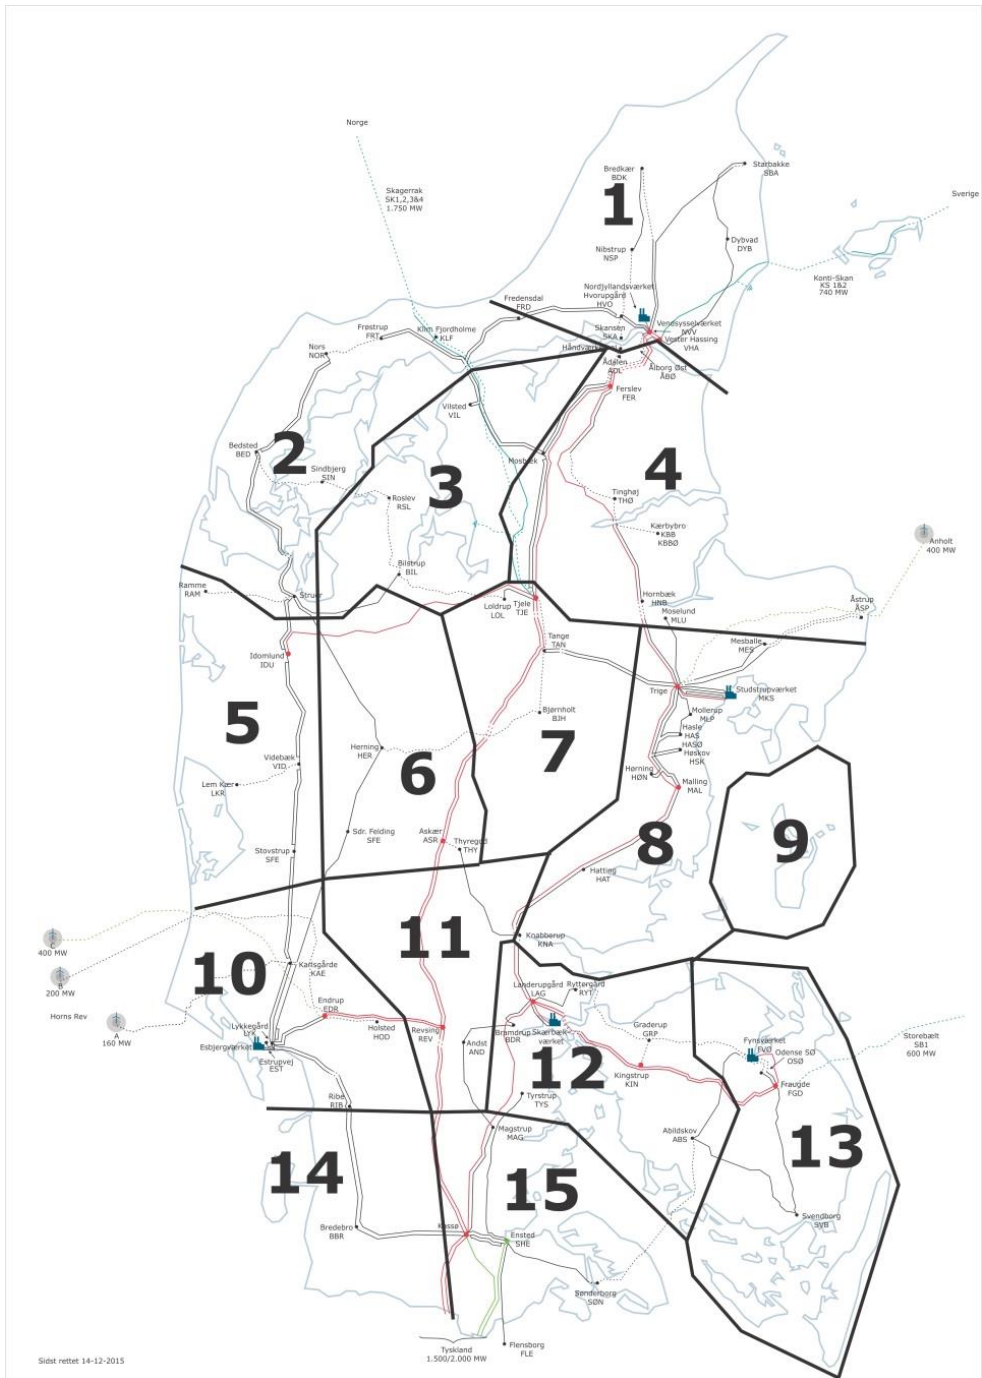 Norge
Skagerrak
SK1,2,3&4
1.750 MW
Bredkær
BDK
Starbakke
SBA
Sverige
1
Nibstrup
NSP
Dybvad
DYB
Konti-Skan
KS 1&2
740 MW
Nordjyllandsværket
Hvorupgård
HVO
Fredensdal
FRD
Vendsysselværket
NVV
Vester Hassing
VHA
Skansen
SKA
Håndværk
Ådalen
ADL
Ålborg Øst
ÅBØ
Frøstrup
FRT
Klim Fjordholme
KLF
Nors
NOR
Ferslev
FER
Vilsted
VIL
2
Bedsted
BED
Sindbjerg
SIN
Mosbæk
3
4
Roslev
RSL
Tinghøj
THØ
Kærbybro
KBB
KBBØ
Anholt
400 MW
Bilstrup
BIL
Ramme
RAM
Struer
Loldrup
LOL
Tjele
TJE
Hornbæk
HNB
Moselund
MLU
Åstrup
ÅSP
Idomlund
IDU
Tange
TAN
Mesballe
MES
Trige
Studstrupværket
MKS
5
Bjørnholt
BJH
Mollerup
MLP
Hasle
HAS
HASØ
Høskov
HSK
Herning
HER
6
7
Videbæk
VID
Lem Kær
LKR
Hørning
HØN
Malling
MAL
Sdr. Felding
SFE
Askær
ASR
Thyregod
THY
8
9
Stovstrup
SFE
Hatting
HAT
C
400 MW
B
200 MW
Horns Rev
A
160 MW
10
11
Knabberup
KNA
Karlsgårde
KAE
Landerupgård
LAG
Ryttergård
RYT
Endrup
EDR
Holsted
HOD
Lykkegård
LYK
Esbjergværket
Estrupvej
EST
Revsing
REV
Bramdrup
BDR
Skærbæk-
værket
Andst
AND
Graderup
GRP
Storebælt
SB1
600 MW
Fynsværket
FVØ
Odense SØ
OSØ
12
Kingstrup
KIN
Fraugde
FGD
Ribe
RIB
Tyrstrup
TYS
Magstrup
MAG
Abildskov
ABS
13
14
15
Svendborg
SVB
Bredebro
BBR
Kassø
Ensted
SHE
Sønderborg
SØN
Flensborg
FLE
Tyskland
1.500/2.000 MW
Sidst rettet 14-12-2015